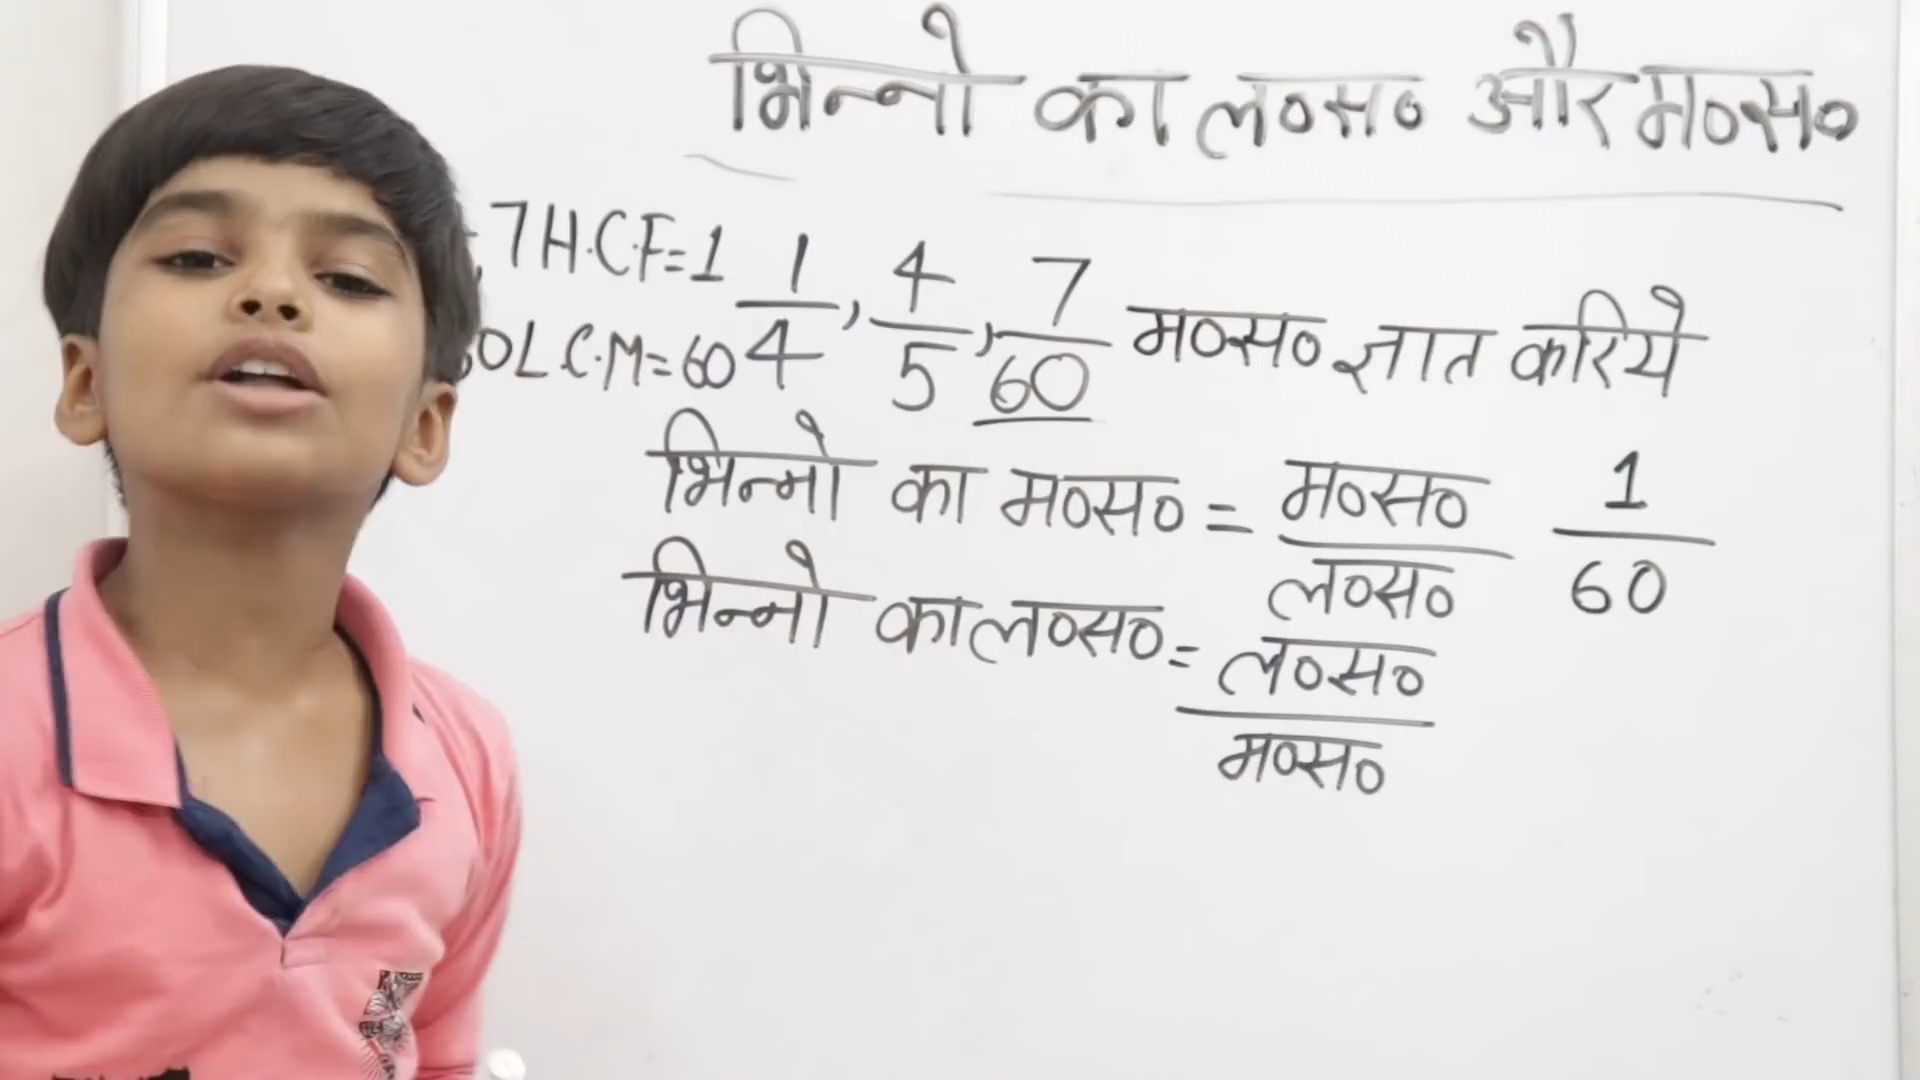 भिन्नो का ल०स० और म०स०
, 7 H.C.F=1 1/4, 4/5, 7/60 म०स० ज्ञात करिये
0 L.C.M=60
भिन्नो का म०स० = म०स०/ल०स० 1/60
भिन्नो का ल०स० = ल०स०/म०स०